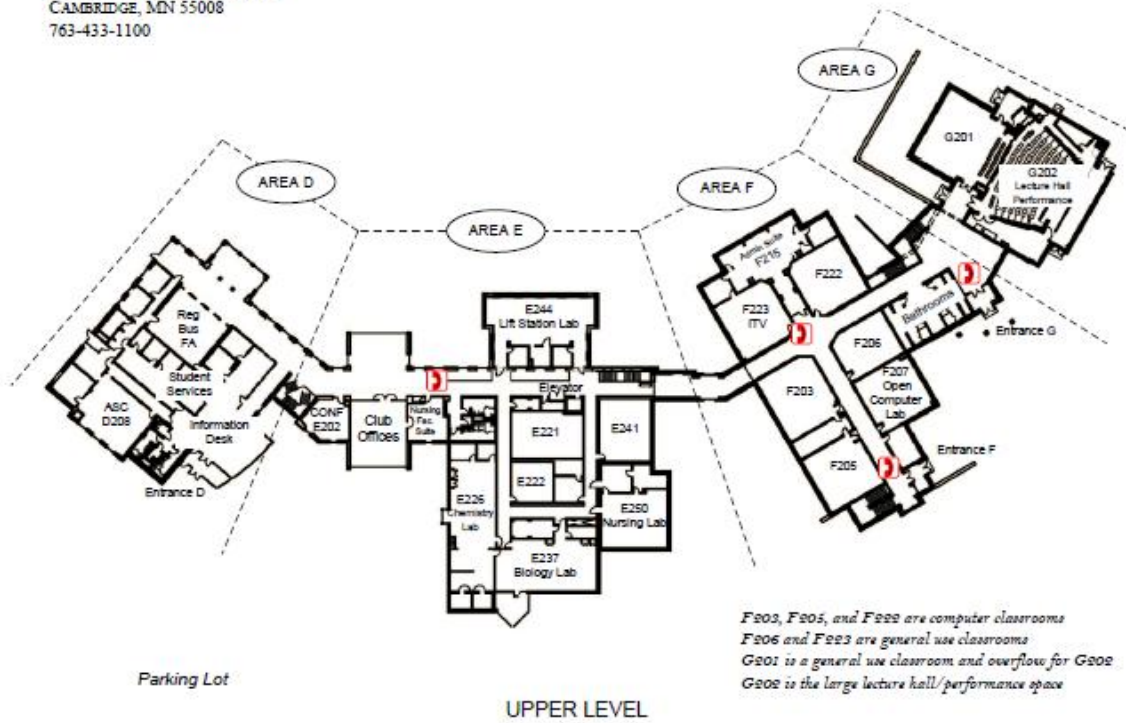 CAMBRIDGE, MN 55008
763-433-1100
AREA G
G201
G202
Lecture Hall
Performance
AREA D
AREA F
AREA E
Admin Suite
F215
F222
E244
Lift Station Lab
F223
ITV
Bathrooms
Entrance G
Reg
Bus
FA
F206
Student
Services
Elevator
F207
Open
Computer
Lab
F203
ASC
D208
Information
Desk
CONF
E202
Club
Offices
Nursing
Fac.
Suite
E221
E241
Entrance F
F205
Entrance D
E222
E226
Chemistry
Lab
E250
Nursing Lab
E237
Biology Lab
F203, F205, and F222 are computer classrooms
F206 and F223 are general use classrooms
G201 is a general use classroom and overflow for G202
G202 is the large lecture hall/performance space
Parking Lot
UPPER LEVEL